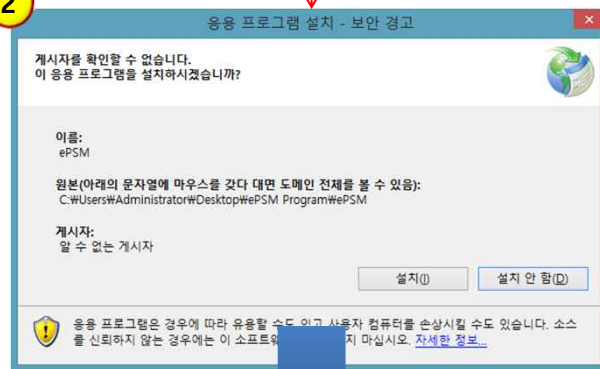 2
응용 프로그램 설치 - 보안 경고
게시자를 확인할 수 없습니다.
이 응용 프로그램을 설치하시겠습니까?
이름:
ePSM
원본(아래의 문자열에 마우스를 갖다 대면 도메인 전체를 볼 수 있음):
C:₩Users₩Administrator₩Desktop₩ePSM Program₩ePSM
게시자:
알 수 없는 게시자
설치(I) 설치 안 함(D)
응용 프로그램은 경우에 따라 유용할 수도 있고 사용자 컴퓨터를 손상시킬 수도 있습니다. 소스
를 신뢰하지 않는 경우에는 이 지 마십시오. 자세한 정보...